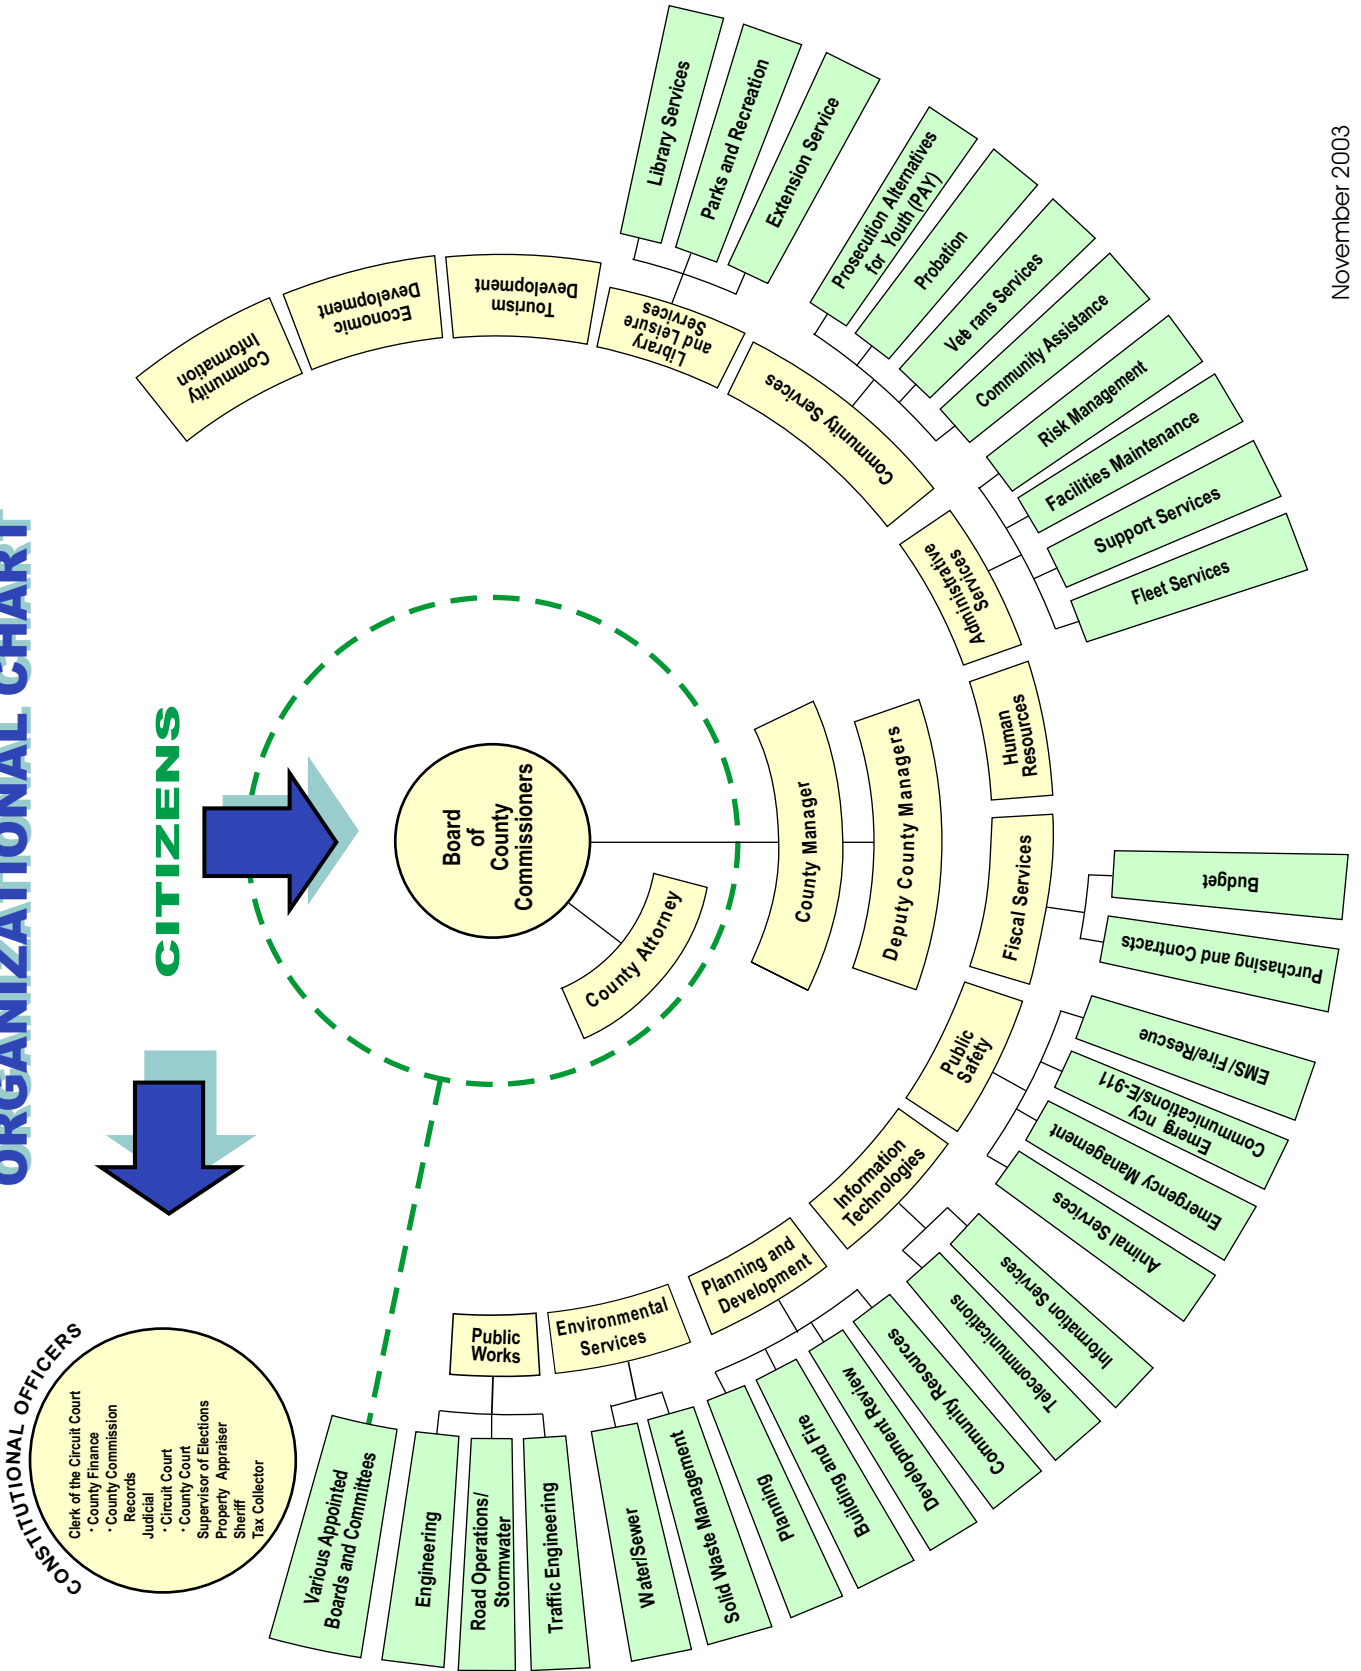 ORGANIZATIONAL CHART
CITIZENS
CONSTITUTIONAL OFFICERS
Clerk of the Circuit Court
· County Finance
· County Commission
Records
Judicial
· Circuit Court
· County Court
Supervisor of Elections
Property Appraiser
Sheriff
Tax Collector
Board
of
County
Commissioners
County Attorney
County Manager
Deputy County Managers
Various Appointed
Boards and Committees
Public
Works
Engineering
Road Operations/
Stormwater
Traffic Engineering
Environmental
Services
Water/Sewer
Solid Waste Management
Planning and
Development
Planning
Building and Fire
Development Review
Community Resources
Information
Technologies
Telecommunications
Information Services
Public
Safety
Animal Services
Emergency Management
Emerg ncy
Communications/E-911
EMS/Fire/Rescue
Fiscal Services
Purchasing and Contracts
Budget
Human
Resources
Administrative
Services
Fleet Services
Support Services
Facilities Maintenance
Risk Management
Community Services
Community Assistance
Vete rans Services
Probation
Prosecution Alternatives
for Youth (PAY)
Library
and Leisure
Services
Extension Service
Parks and Recreation
Library Services
Tourism
Development
Economic
Development
Community
Information
November 2003